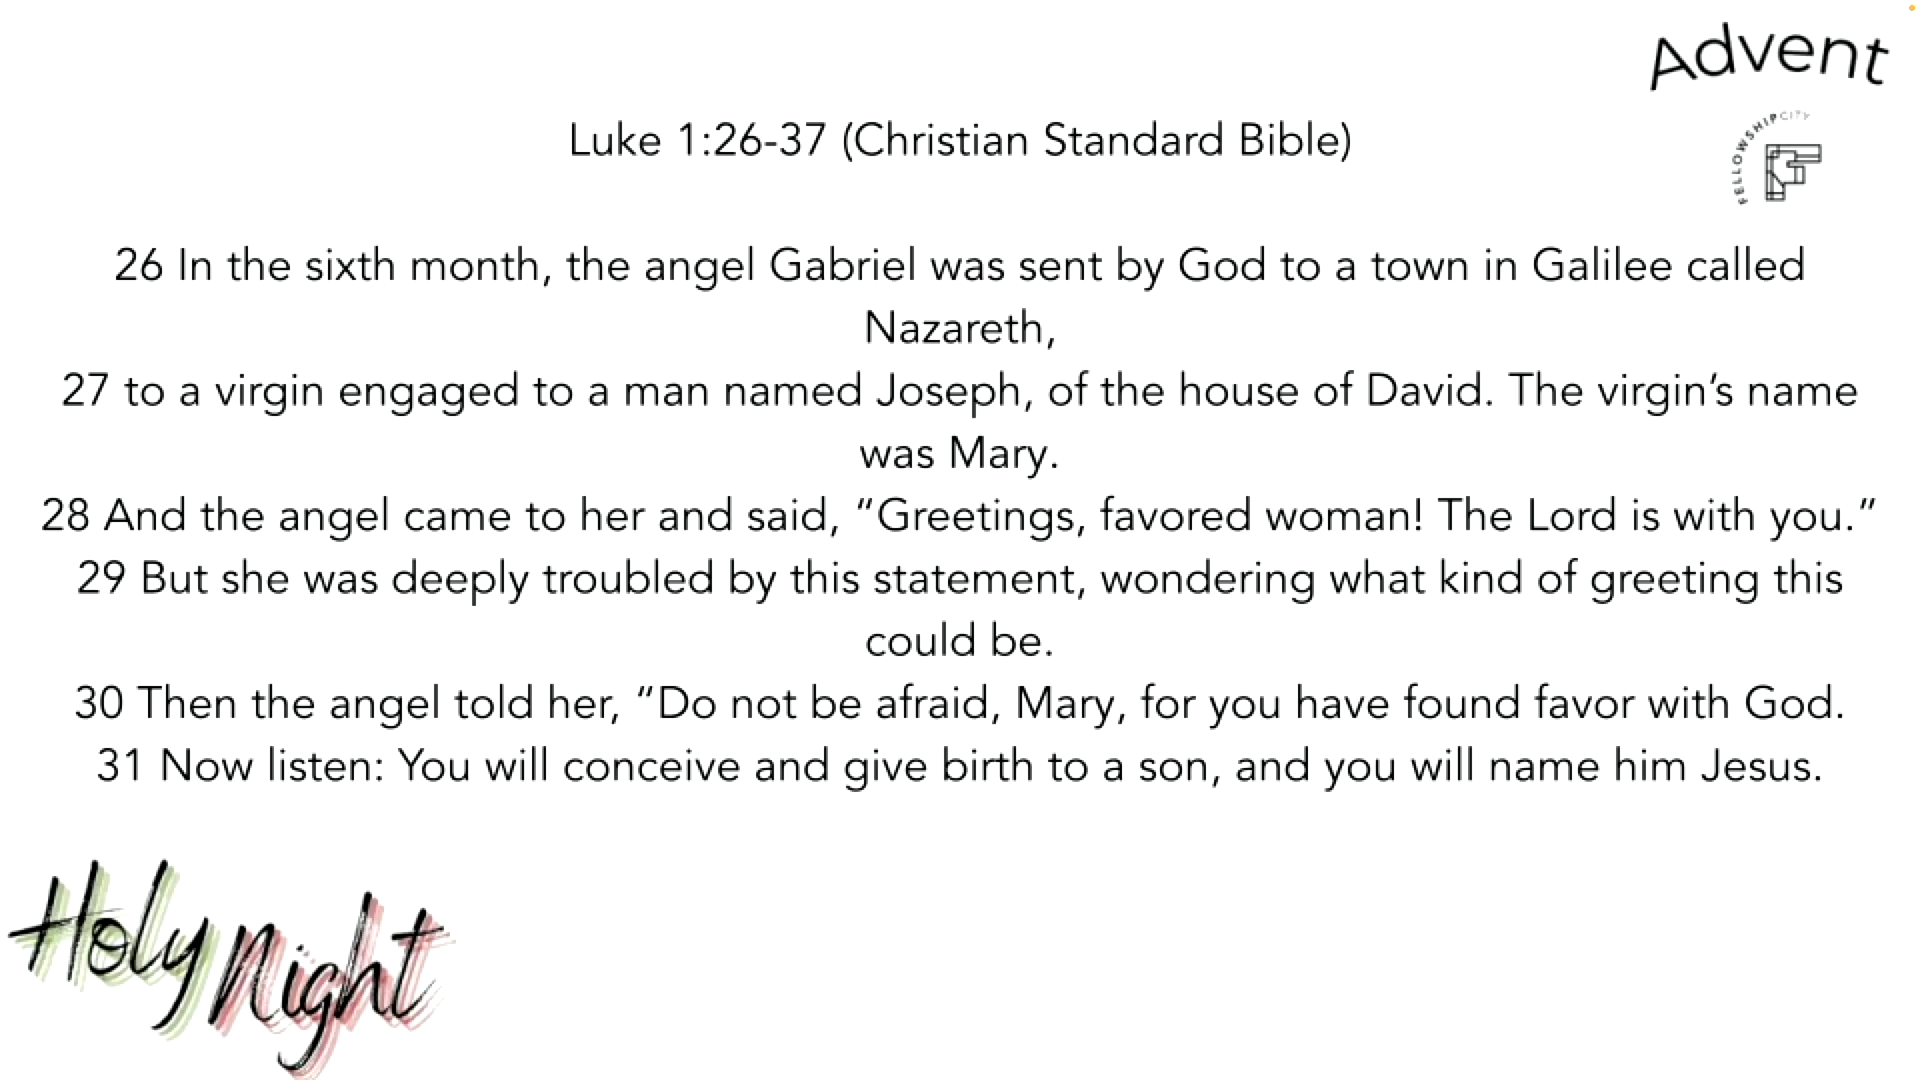 Advent
Luke 1:26-37 (Christian Standard Bible)
FELLOWSHIP CITY
26 In the sixth month, the angel Gabriel was sent by God to a town in Galilee called
Nazareth,
27 to a virgin engaged to a man named Joseph, of the house of David. The virgin’s name
was Mary.
28 And the angel came to her and said, “Greetings, favored woman! The Lord is with you.”
29 But she was deeply troubled by this statement, wondering what kind of greeting this
could be.
30 Then the angel told her, “Do not be afraid, Mary, for you have found favor with God.
31 Now listen: You will conceive and give birth to a son, and you will name him Jesus.
Holy Night